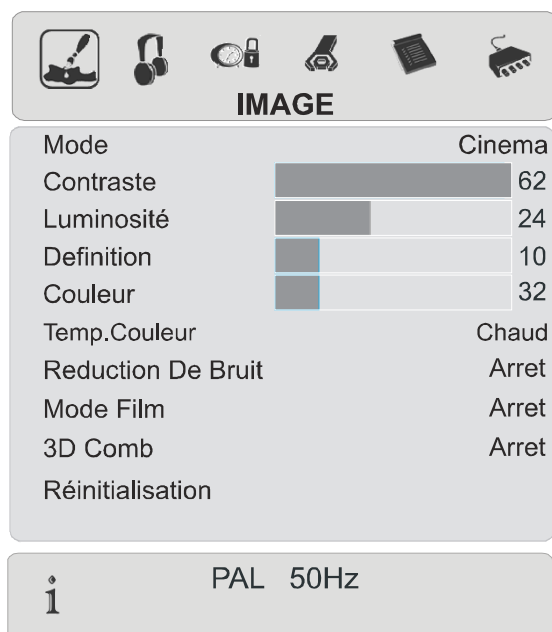 IMAGE
Mode Cinema
Contraste 62
Luminosité 24
Definition 10
Couleur 32
Temp.Couleur Chaud
Reduction De Bruit Arret
Mode Film Arret
3D Comb Arret
Réinitialisation
i PAL 50Hz